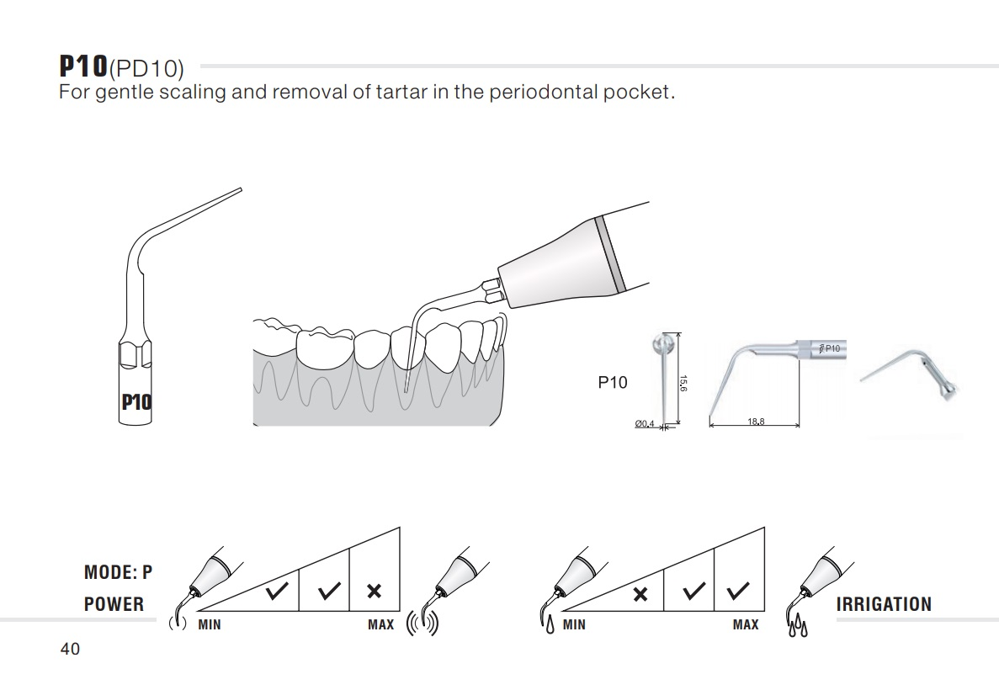 P10(PD10)
For gentle scaling and removal of tartar in the periodontal pocket.
P10
P10
15.6
Ø0.4
P10
18.8
MODE: P
POWER
MIN
MAX
MIN
MAX
IRRIGATION
40